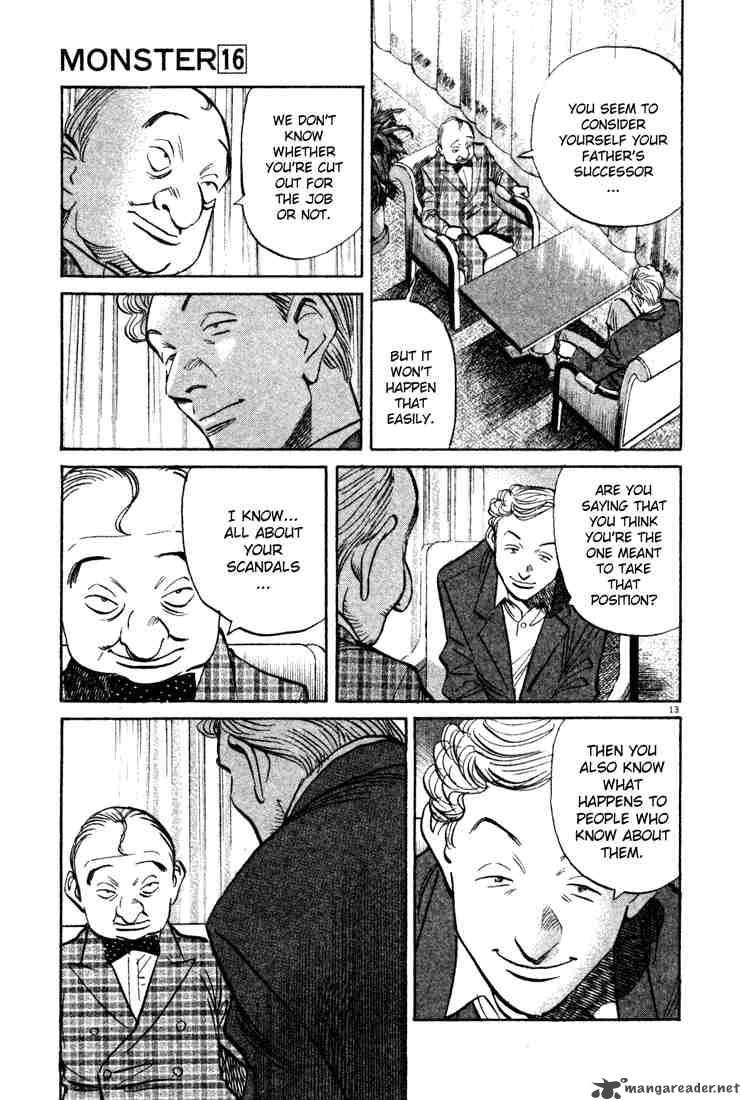 MONSTER 16
YOU SEEM TO
CONSIDER
YOURSELF YOUR
FATHER'S
SUCCESSOR
...
BUT IT
WON'T
HAPPEN
THAT
EASILY.
WE DON'T
KNOW
WHETHER
YOU'RE CUT
OUT FOR
THE JOB
OR NOT.
ARE YOU
SAYING THAT
YOU THINK
YOU'RE THE
ONE MEANT
TO TAKE
THAT
POSITION?
I KNOW...
ALL ABOUT
YOUR
SCANDALS
...
13
THEN YOU
ALSO KNOW
WHAT
HAPPENS TO
PEOPLE WHO
KNOW ABOUT
THEM.
mangareader.net